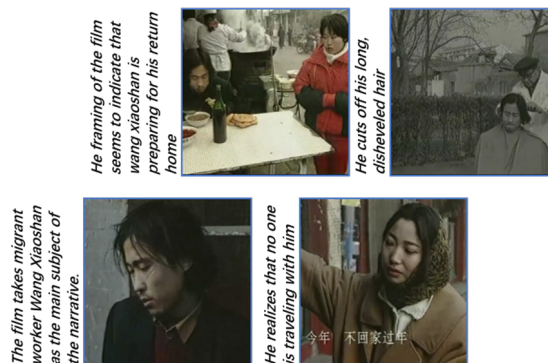 The film takes migrant
worker Wang Xiaoshan
as the main subject of
the narrative.
He framing of the film
seems to indicate that
wang xiaoshan is
preparing for his return
home
He realizes that no one
is traveling with him
今年 不回家过年
He cuts off his long,
disheveled hair